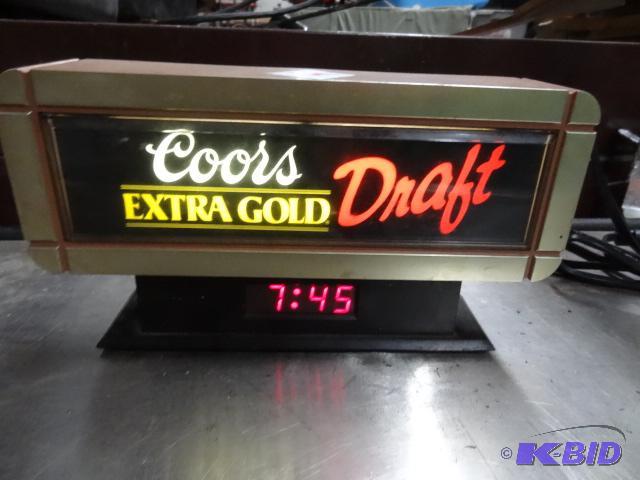 Coors
EXTRA GOLD Draft
7:45
© K-BID